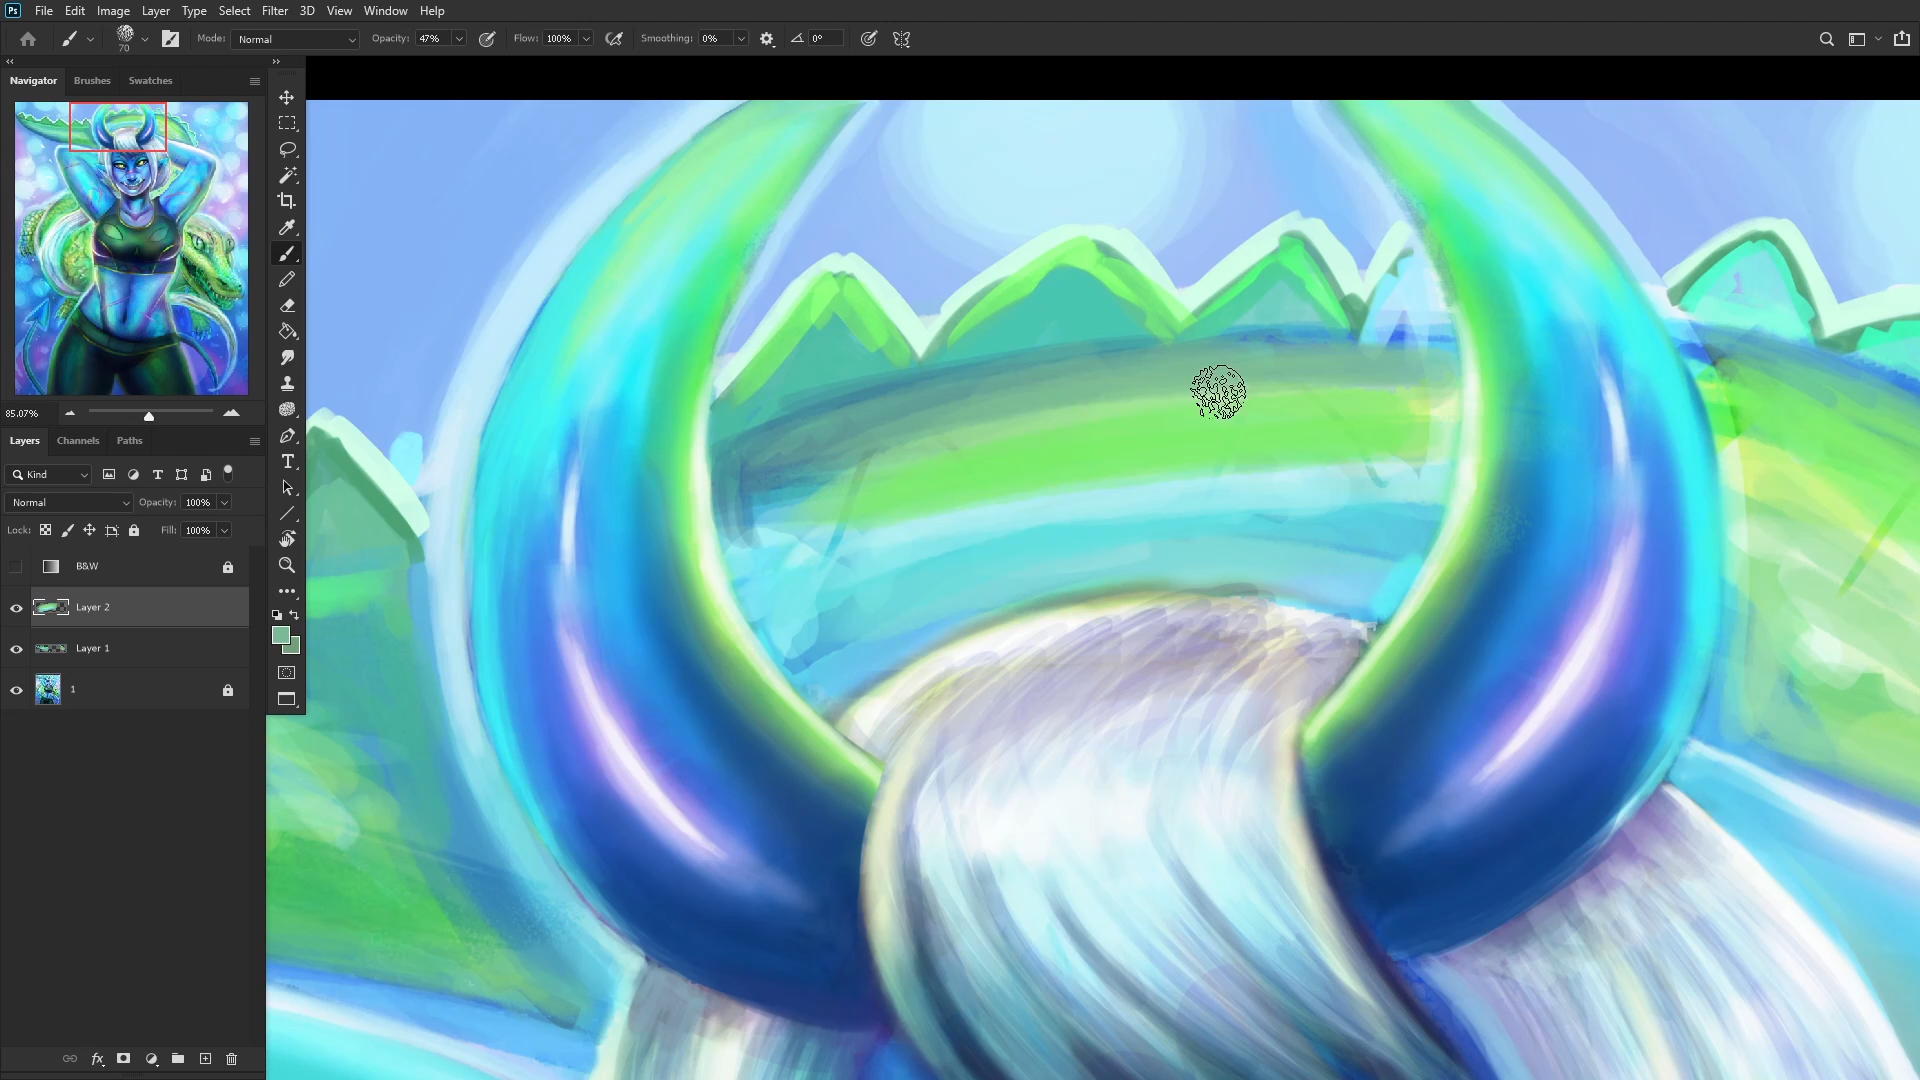 Ps File Edit Image Layer Type Select Filter 3D View Window Help
70 Mode: Normal Opacity: 47% Flow: 100% Smoothing: 0% 0°
Navigator Brushes Swatches
85.07%
Layers Channels Paths
Kind
Normal Opacity: 100%
Lock: Fill: 100%
B&W
Layer 2
Layer 1
1
fx